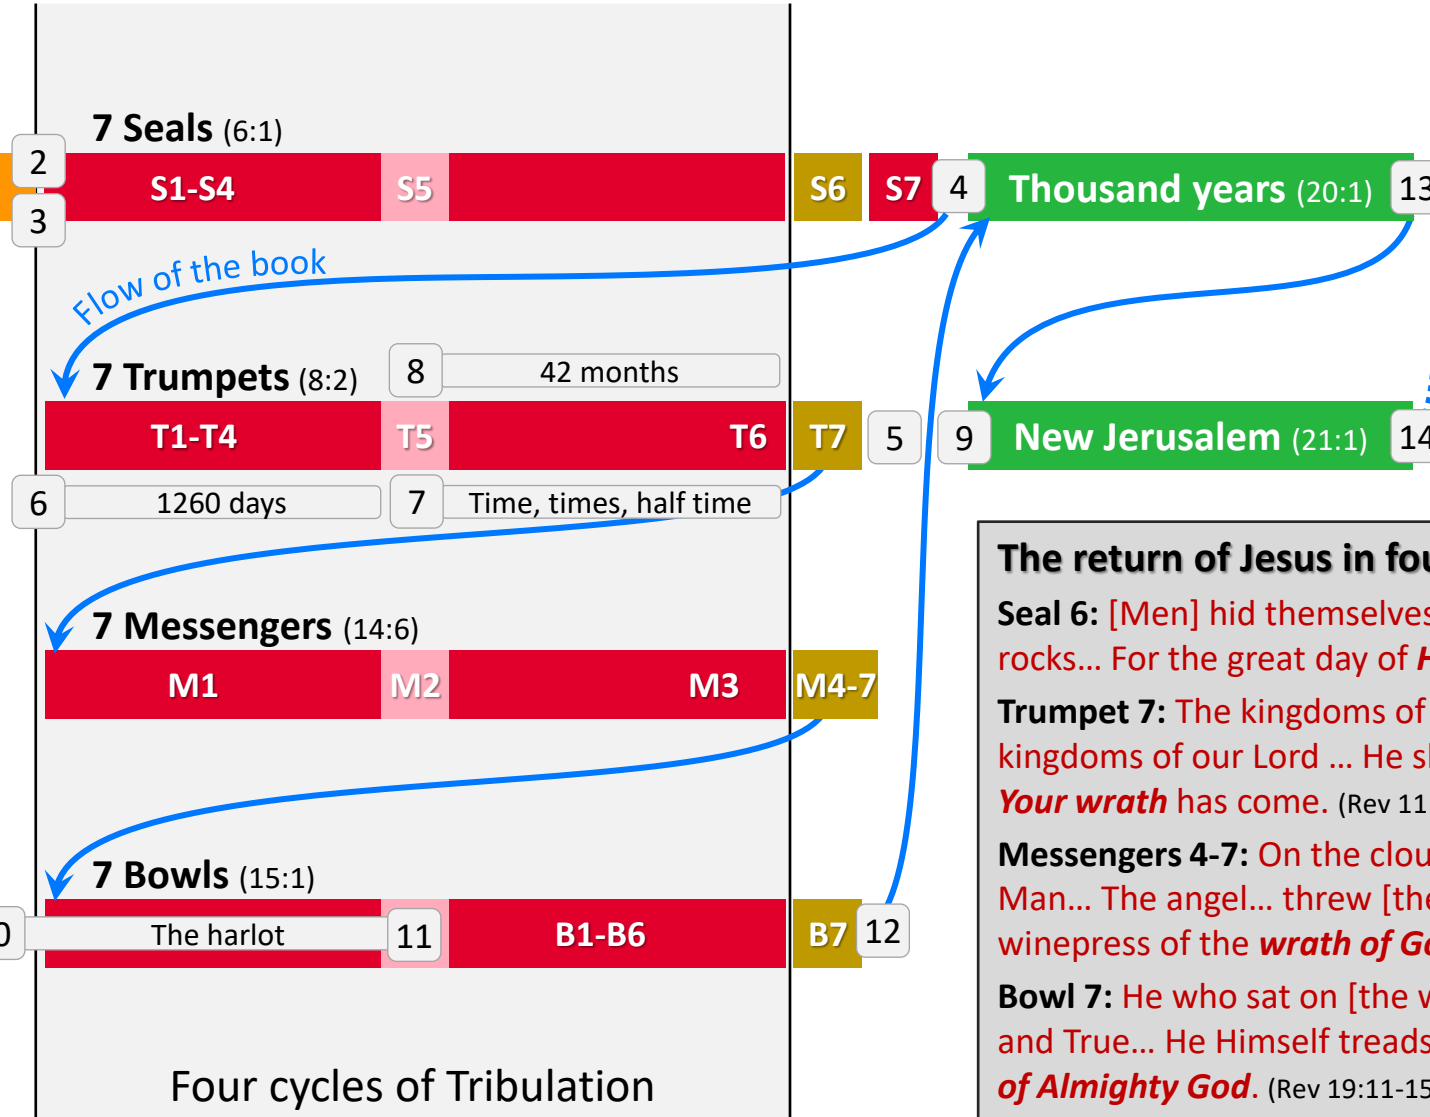 7 Seals (6:1)
2
3
S1-S4
S5
S6
S7
4
Thousand years (20:1)
13
Flow of the book
7 Trumpets (8:2)
8
42 months
T1-T4
T5
T6
T7
5
9
New Jerusalem (21:1)
14
6
1260 days
7
Time, times, half time
7 Messengers (14:6)
M1
M2
M3
M4-7
7 Bowls (15:1)
0
The harlot
11
B1-B6
B7
12
Four cycles of Tribulation
The return of Jesus in
Seal 6: [Men] hid themselves
rocks… For the great day of
Trumpet 7: The kingdoms of
kingdoms of our Lord … He
Your wrath has come. (Rev 11
Messengers 4-7: On the
Man… The angel… threw
winepress of the wrath of
Bowl 7: He who sat on [the
and True… He Himself treads
of Almighty God. (Rev 19:11-15